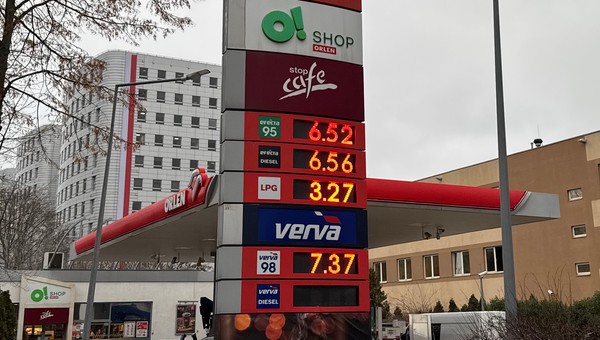 O! SHOP
ORLEN
stop
cafe
efecta
95
6.52
efecta
DIESEL
6.56
LPG
3.27
verva
verva
98
7.37
verva
DIESEL
ORLEN
O! SHOP